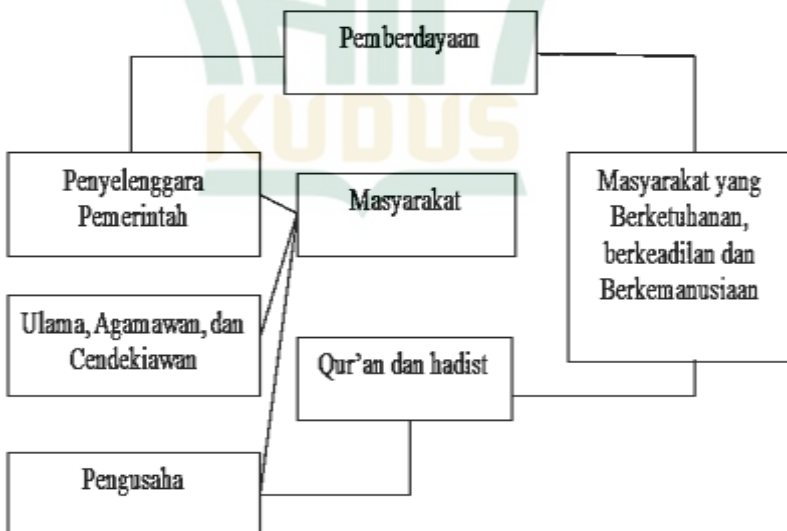 Pemberdayaan
KUDUS
Penyelenggara
Pemerintah
Masyarakat
Masyarakat yang
Berketuhanan,
berkeadilan dan
Berkemanusiaan
Ulama, Agamawan, dan
Cendekiawan
Qur'an dan hadist
Pengusaha